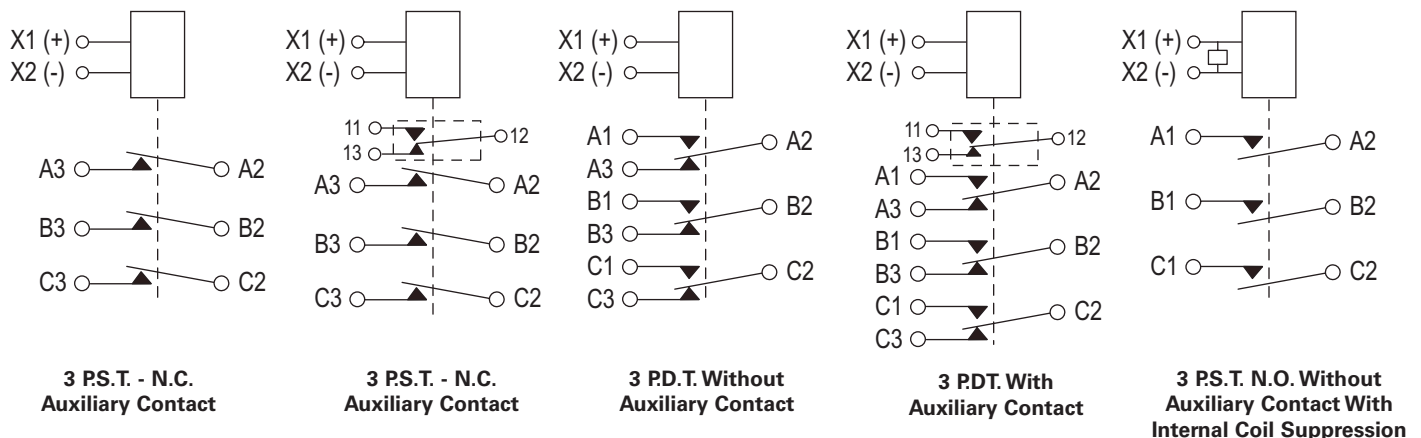 X1 (+)
X2 (-)
A3
A2
B3
B2
C3
C2
3 P.S.T. - N.C.
Auxiliary Contact
X1 (+)
X2 (-)
11
12
13
A3
A2
B3
B2
C3
C2
3 P.S.T. - N.C.
Auxiliary Contact
X1 (+)
X2 (-)
A1
A2
A3
B1
B2
B3
C1
C2
C3
3 P.D.T. Without
Auxiliary Contact
X1 (+)
X2 (-)
11
12
13
A1
A2
A3
B1
B2
B3
C1
C2
C3
3 P.DT. With
Auxiliary Contact
X1 (+)
X2 (-)
A1
A2
B1
B2
C1
C2
3 P.S.T. N.O. Without
Auxiliary Contact With
Internal Coil Suppression